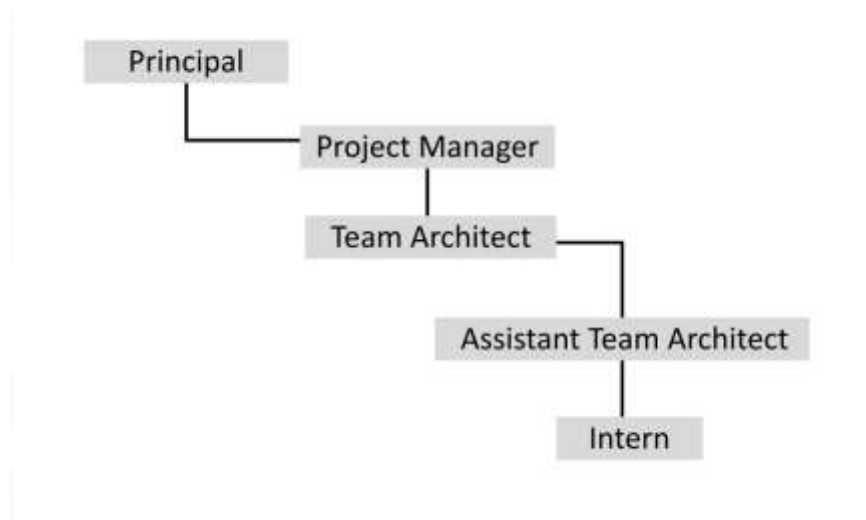 Principal
Project Manager
Team Architect
Assistant Team Architect
Intern